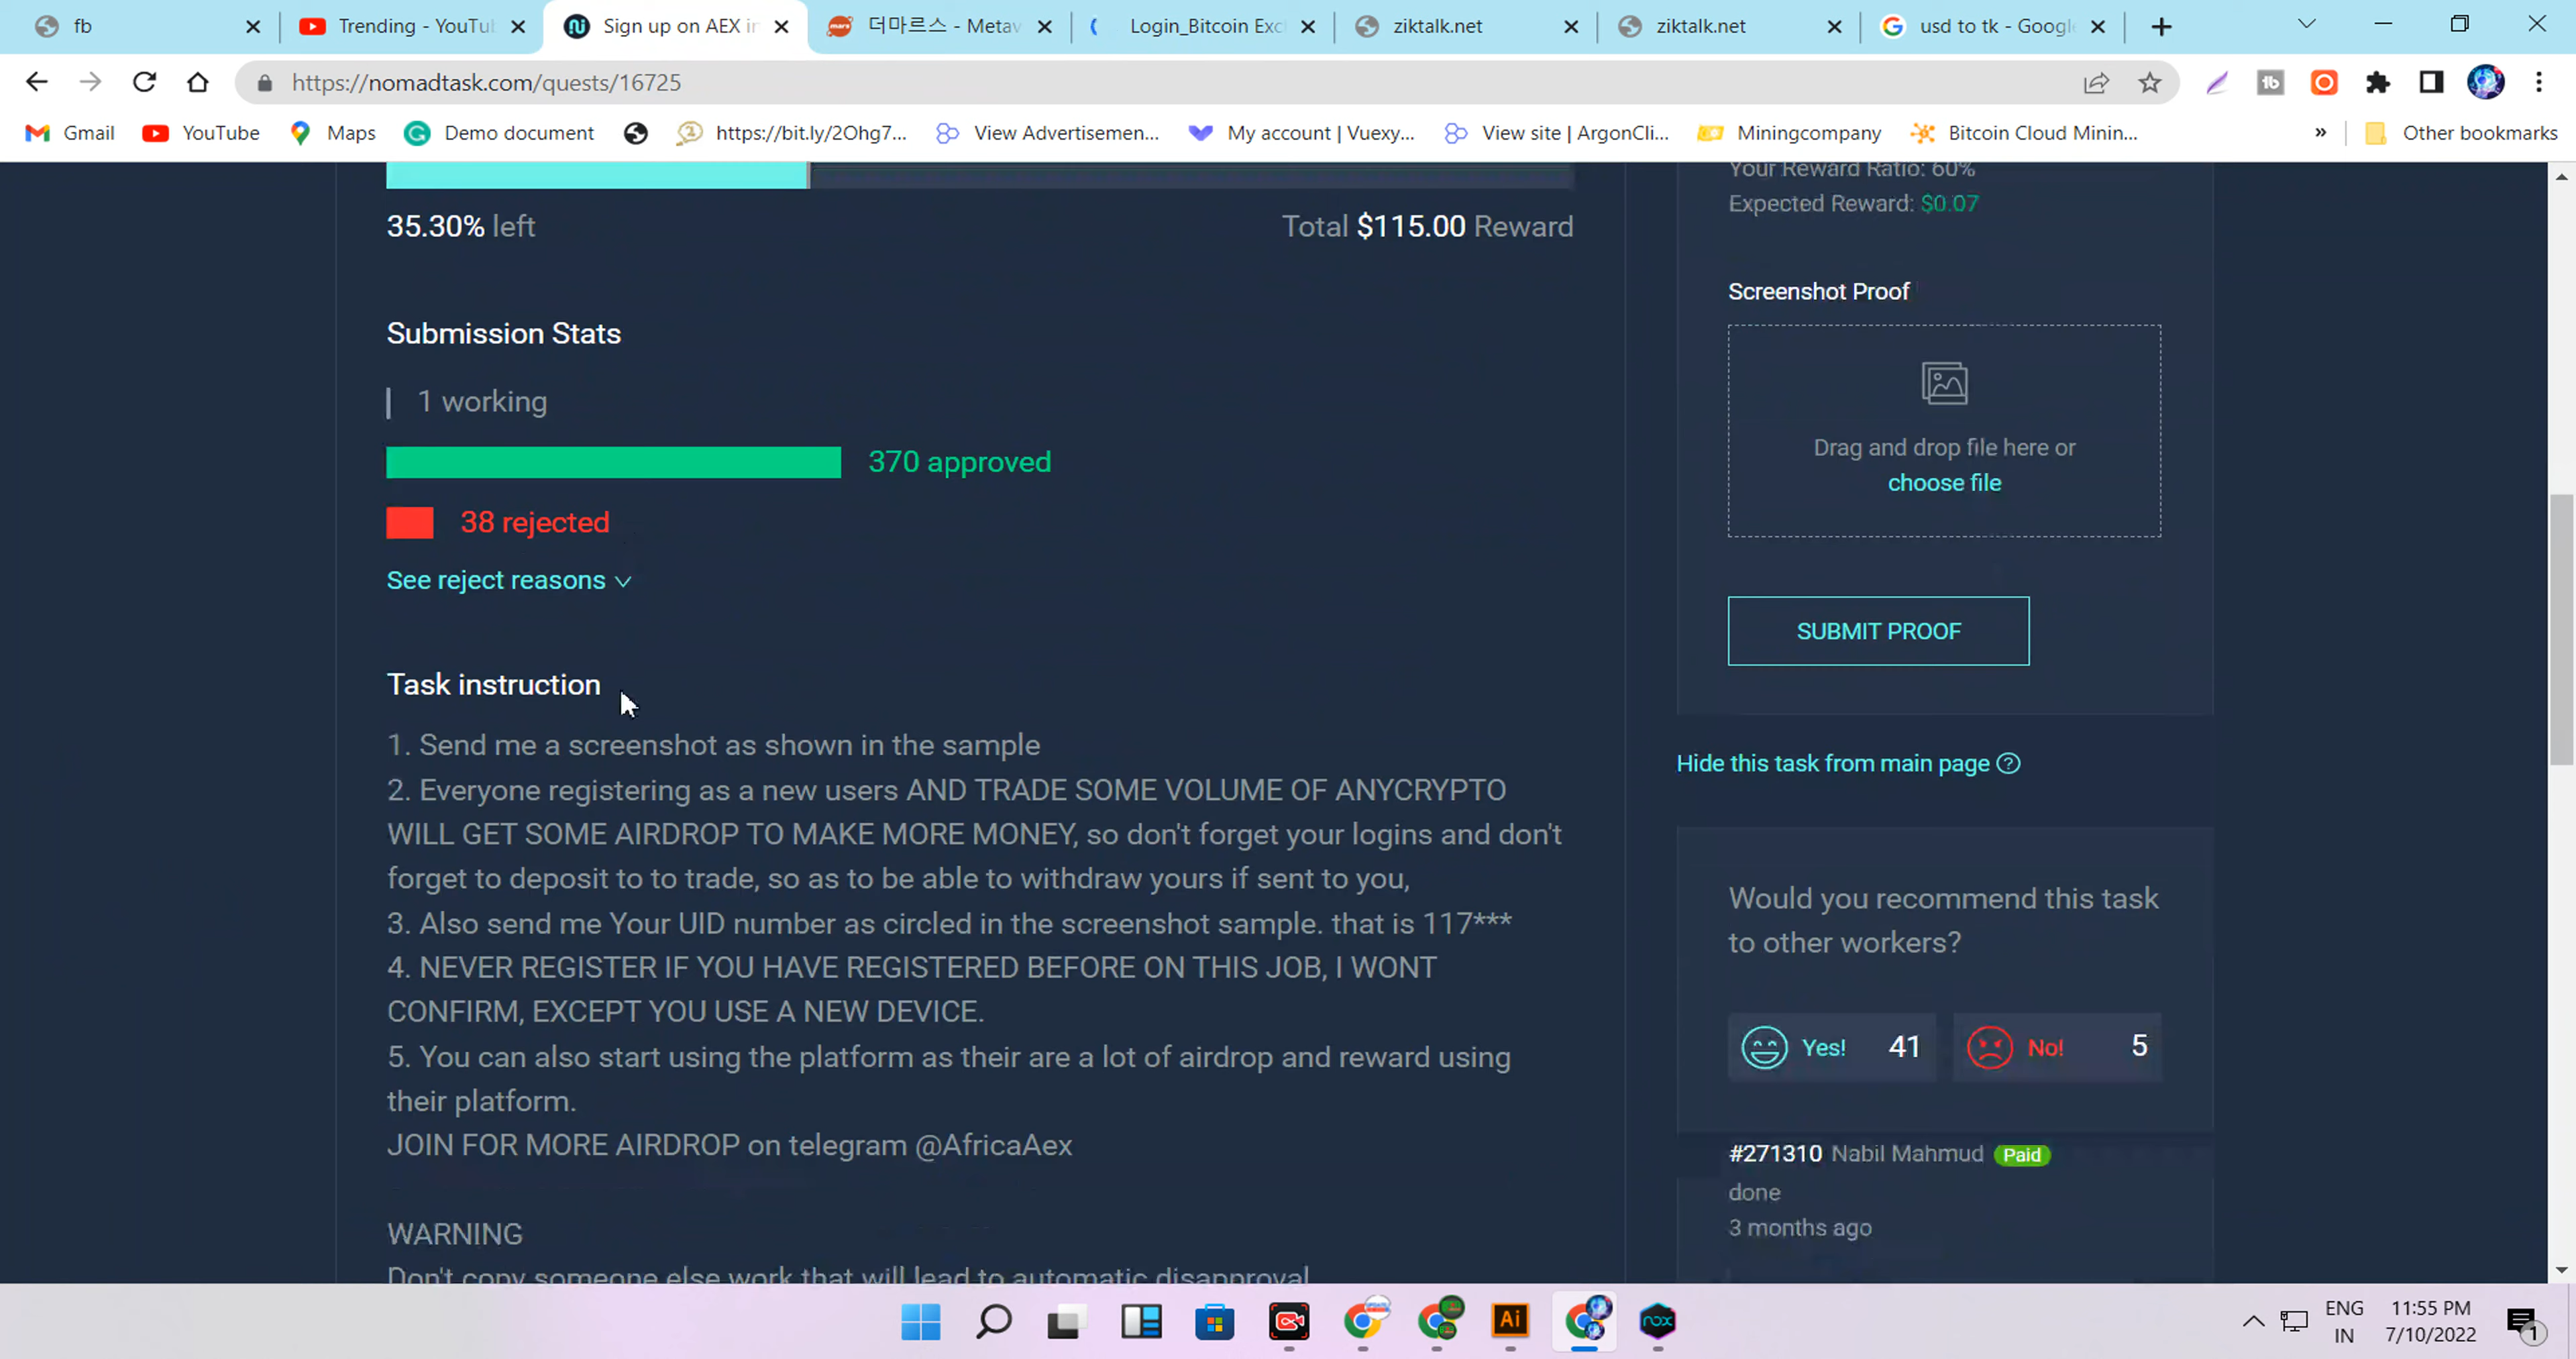 fb
Trending - YouTu
Sign up on AEX in
더마르스 - Metav
Login_Bitcoin Exc
ziktalk.net
ziktalk.net
usd to tk - Google
https://nomadtask.com/quests/16725
Gmail
YouTube
Maps
Demo document
https://bit.ly/2Ohg7...
View Advertisemen...
My account | Vuexy...
View site | ArgonCli...
Miningcompany
Bitcoin Cloud Minin...
»
Other bookmarks
35.30% left
Total $115.00 Reward
Submission Stats
1 working
370 approved
38 rejected
See reject reasons
Task instruction
1. Send me a screenshot as shown in the sample
2. Everyone registering as a new users AND TRADE SOME VOLUME OF ANYCRYPTO
WILL GET SOME AIRDROP TO MAKE MORE MONEY, so don't forget your logins and don't
forget to deposit to to trade, so as to be able to withdraw yours if sent to you,
3. Also send me Your UID number as circled in the screenshot sample. that is 117***
4. NEVER REGISTER IF YOU HAVE REGISTERED BEFORE ON THIS JOB, I WONT
CONFIRM, EXCEPT YOU USE A NEW DEVICE.
5. You can also start using the platform as their are a lot of airdrop and reward using
their platform.
JOIN FOR MORE AIRDROP on telegram @AfricaAex
WARNING
Don't copy someone else work that will lead to automatic disapproval
Your Reward Ratio: 60%
Expected Reward: $0.07
Screenshot Proof
Drag and drop file here or
choose file
SUBMIT PROOF
Hide this task from main page ?
Would you recommend this task
to other workers?
Yes! 41
No! 5
#271310 Nabil Mahmud Paid
done
3 months ago
Ai
nox
ENG
IN
11:55 PM
7/10/2022
1